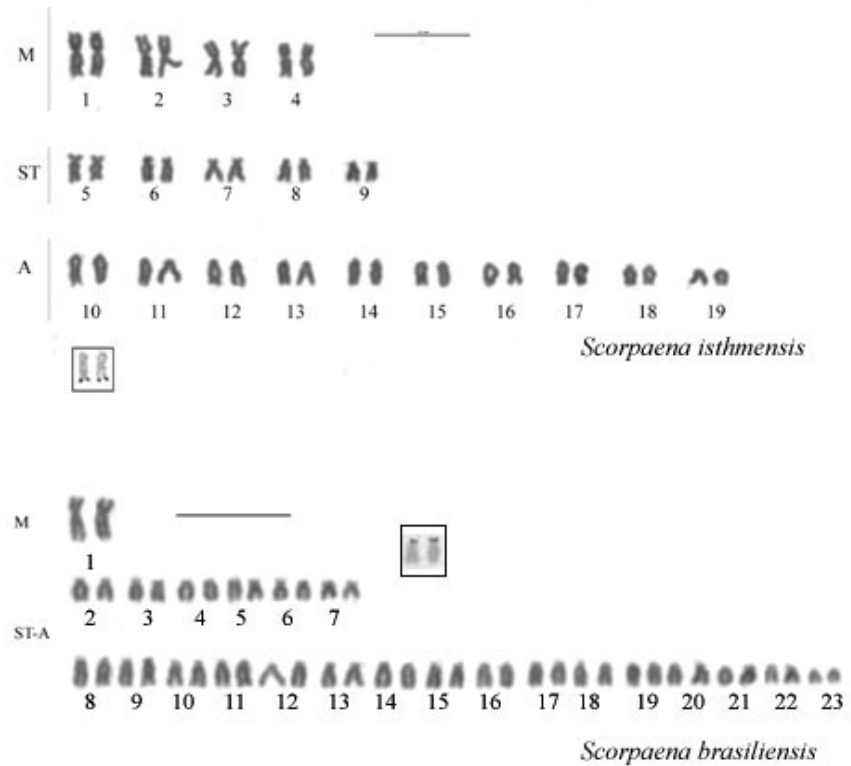 M
1 2 3 4
ST
5 6 7 8 9
A
10 11 12 13 14 15 16 17 18 19
Scorpaena isthmensis
M
1
2 3 4 5 6 7
ST-A
8 9 10 11 12 13 14 15 16 17 18 19 20 21 22 23
Scorpaena brasiliensis